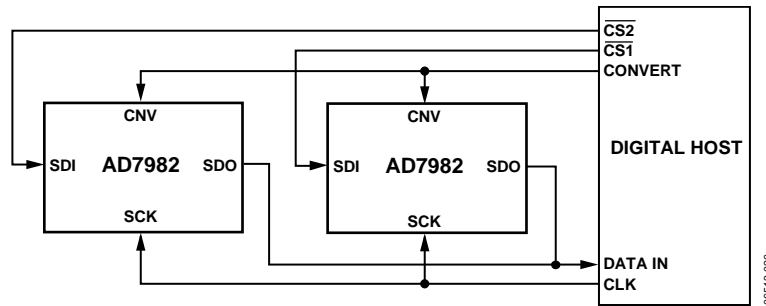 CS2
CS1
CONVERT
CNV
CNV
DIGITAL HOST
SDI AD7982 SDO
SDI AD7982 SDO
SCK
SCK
DATA IN
CLK